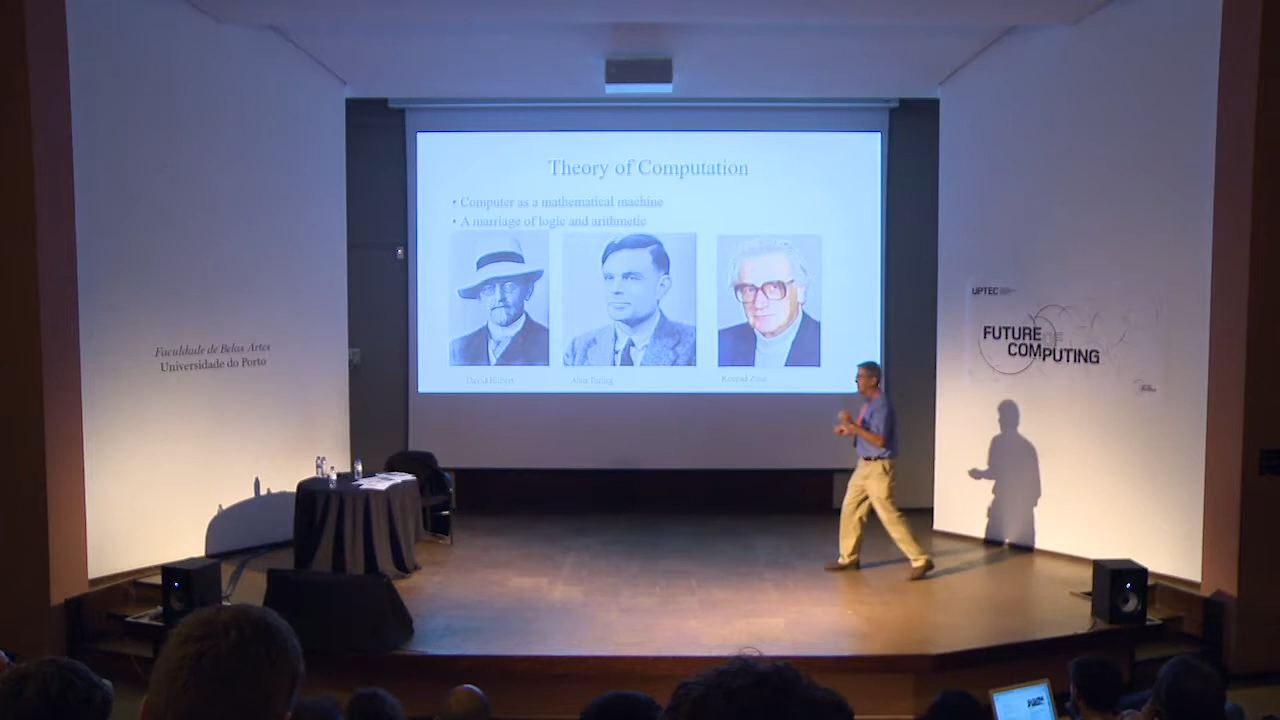 Theory of Computation
• Computer as a mathematical machine
• A marriage of logic and arithmetic
David Hilbert
Alan Turing
Konrad Zuse
Faculdade de Belas Artes
Universidade do Porto
UPTEC
FUTURE OF
COMPUTING